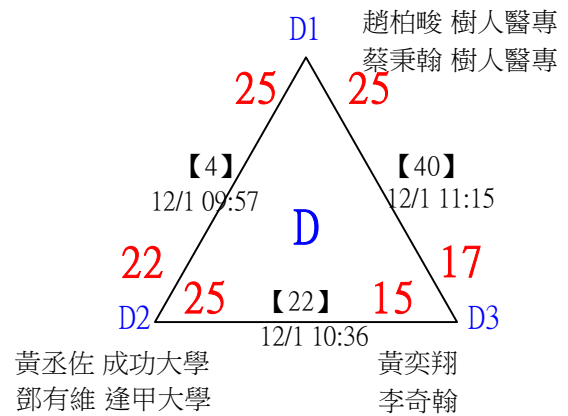 D1
趙柏畯 樹人醫專
蔡秉翰 樹人醫專
25
25
【4】
12/1 09:57
【40】
12/1 11:15
D
22
17
25
【22】
15
D2
12/1 10:36
D3
黃丞佐 成功大學
鄧有維 逢甲大學
黃奕翔
李奇翰